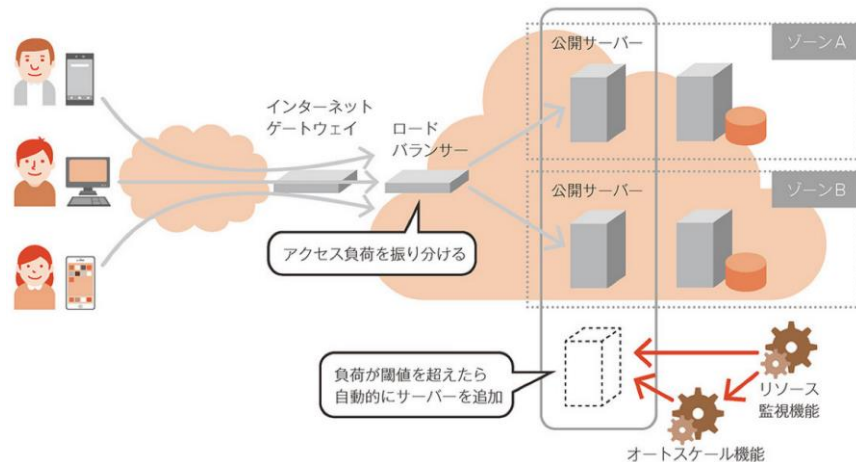 公開サーバー
ゾーンA
インターネット
ゲートウェイ
ロード
バランサー
公開サーバー
ゾーンB
アクセス負荷を振り分ける
負荷が閾値を超えたら
自動的にサーバーを追加
リソース
監視機能
オートスケール機能